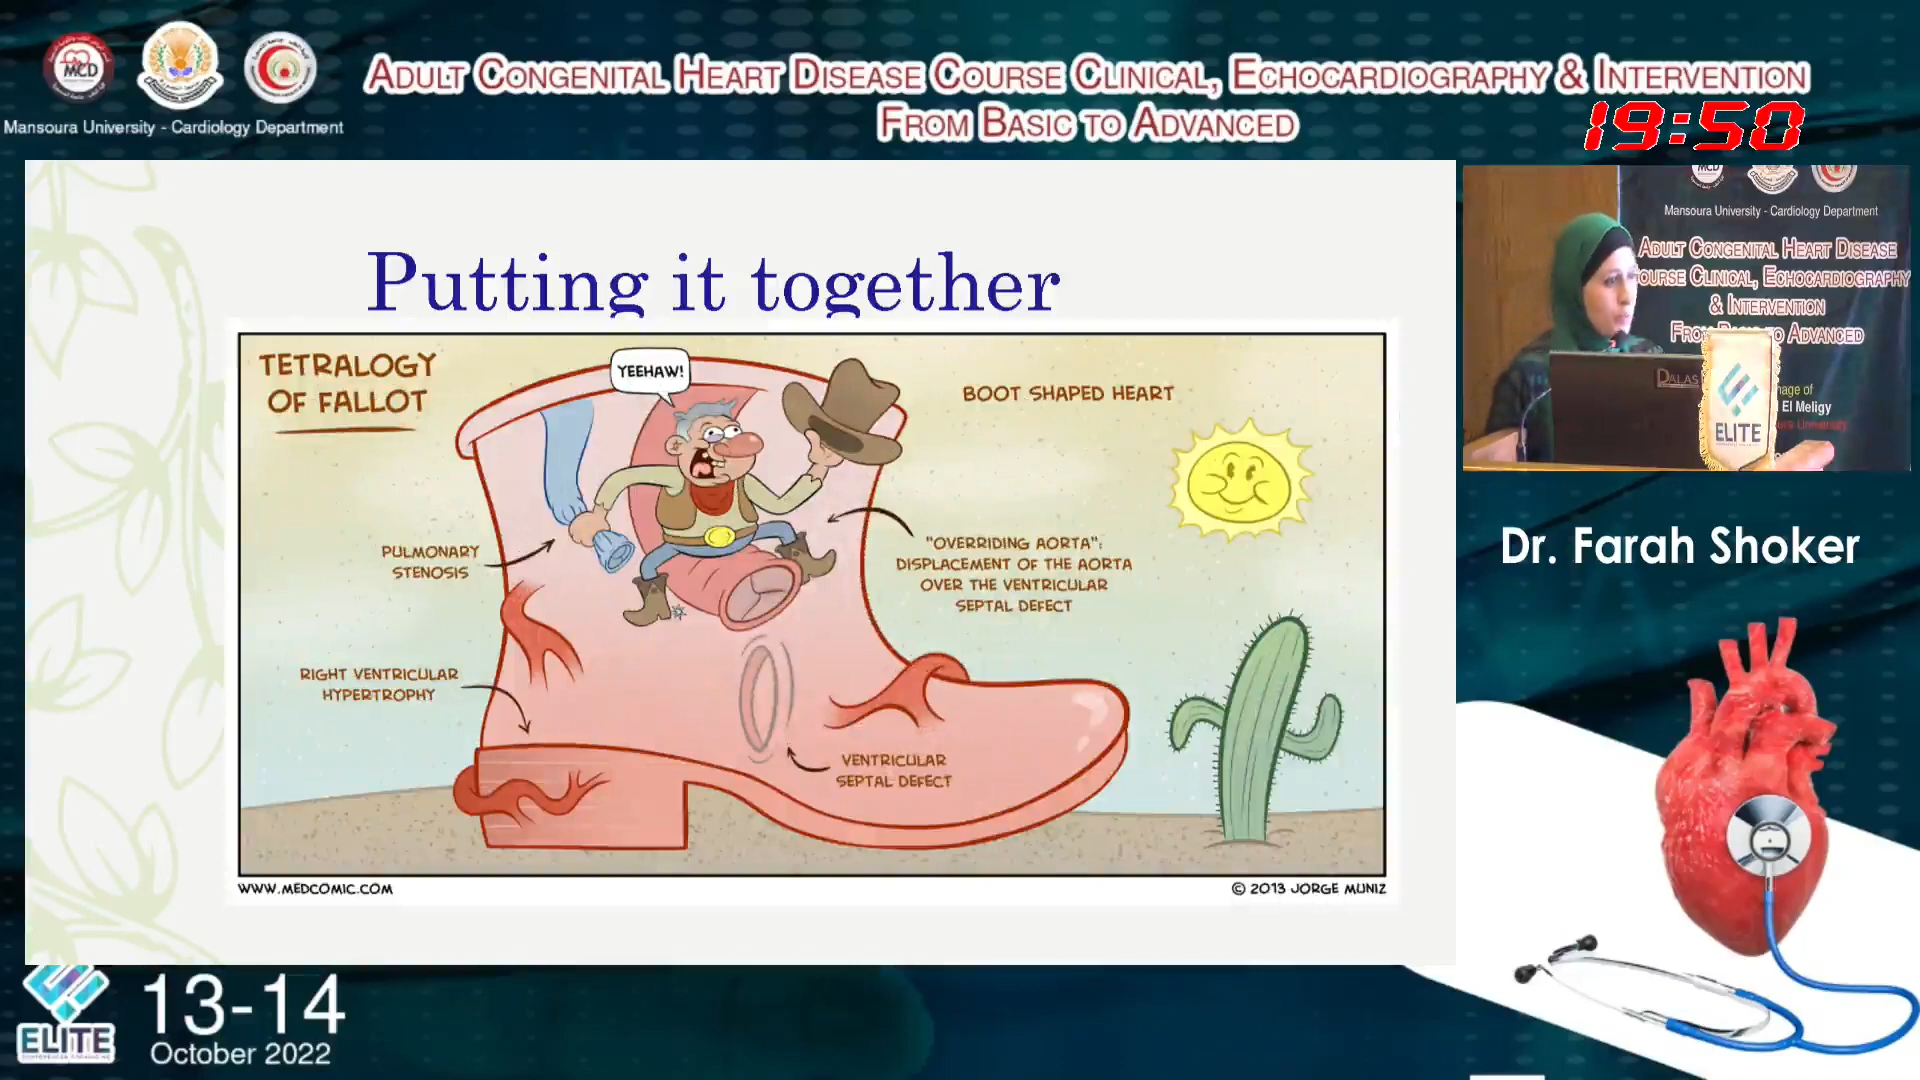 MCD
ADULT CONGENITAL HEART DISEASE COURSE CLINICAL, ECHOCARDIOGRAPHY & INTERVENTION
FROM BASIC TO ADVANCED
Mansoura University - Cardiology Department
19:50
Putting it together
TETRALOGY
OF FALLOT
YEEHAW!
BOOT SHAPED HEART
PULMONARY
STENOSIS
"OVERRIDING AORTA":
DISPLACEMENT OF THE AORTA
OVER THE VENTRICULAR
SEPTAL DEFECT
RIGHT VENTRICULAR
HYPERTROPHY
VENTRICULAR
SEPTAL DEFECT
WWW.MEDCOMIC.COM
© 2013 JORGE MUNIZ
Mansoura University - Cardiology Department
ADULT CONGENITAL HEART DISEASE
COURSE CLINICAL, ECHOCARDIOGRAPHY
& INTERVENTION
FROM BASIC TO ADVANCED
El Meligy
ELITE
Dr. Farah Shoker
ELITE
13-14
October 2022